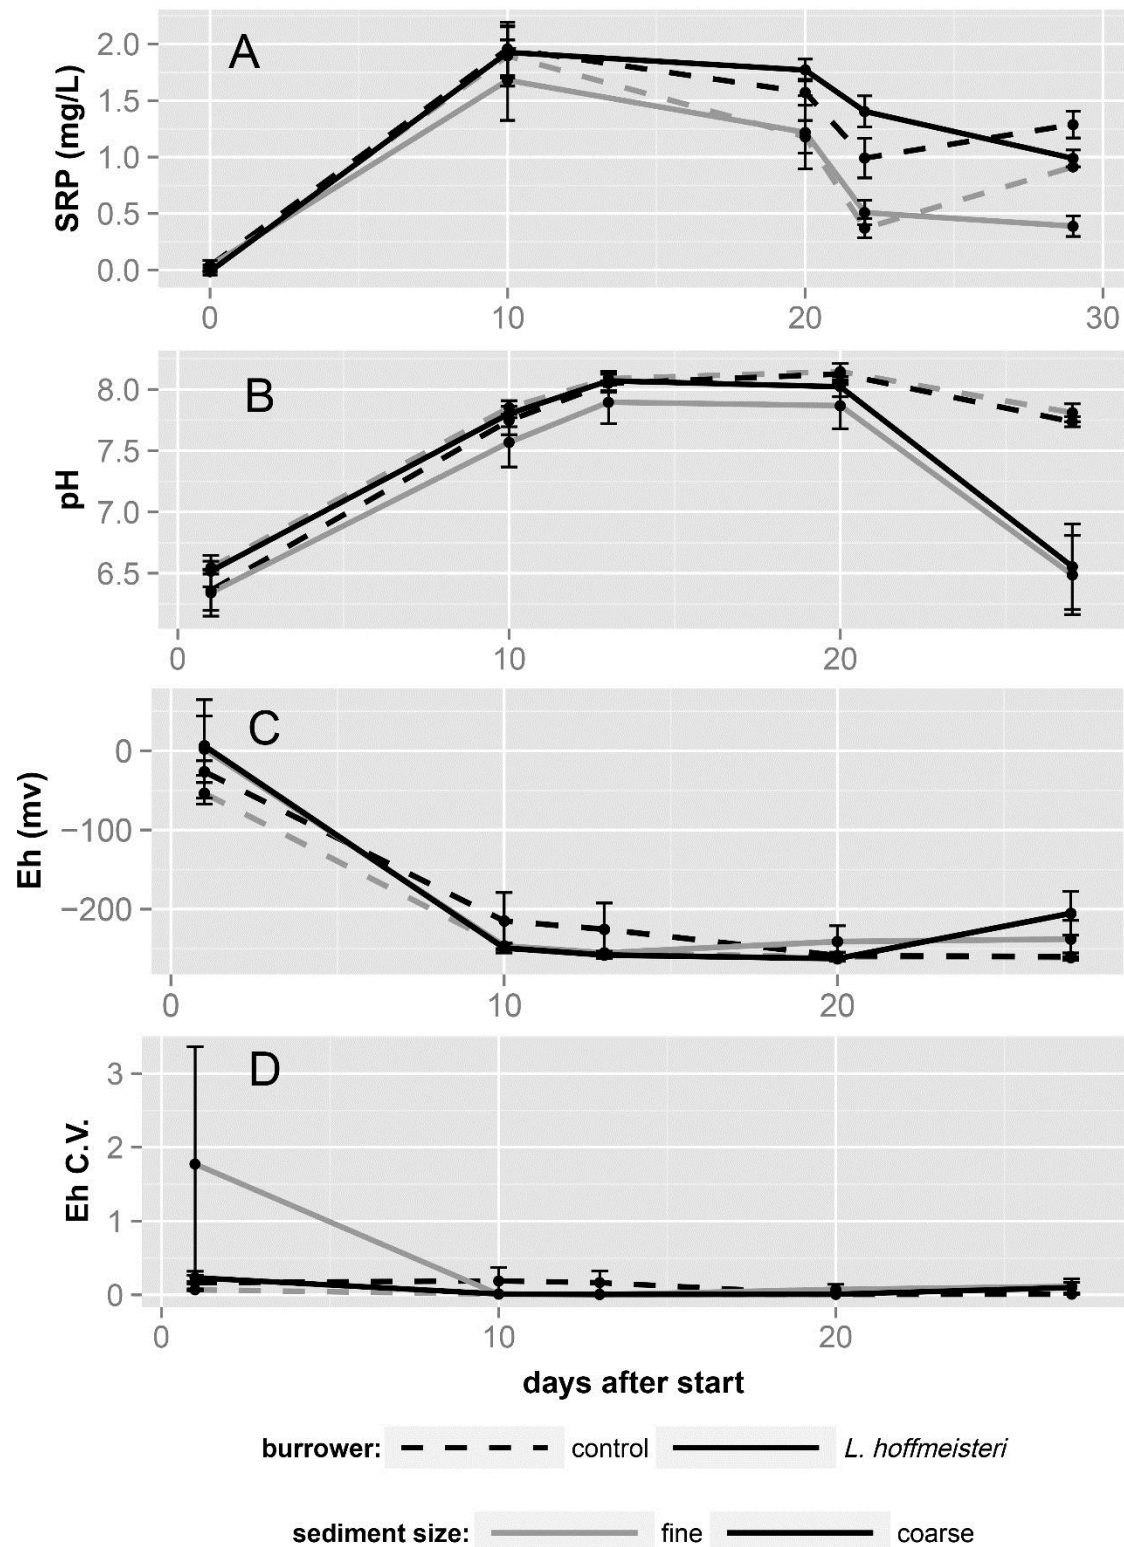 A
SRP (mg/L)
2.0
1.5
1.0
0.5
0.0
0 10 20 30
B
pH
8.0
7.5
7.0
6.5
0 10 20
C
Eh (mv)
0
−100
−200
0 10 20
D
Eh C.V.
3
2
1
0
0 10 20
days after start
burrower: control L. hoffmeisteri
sediment size: fine coarse